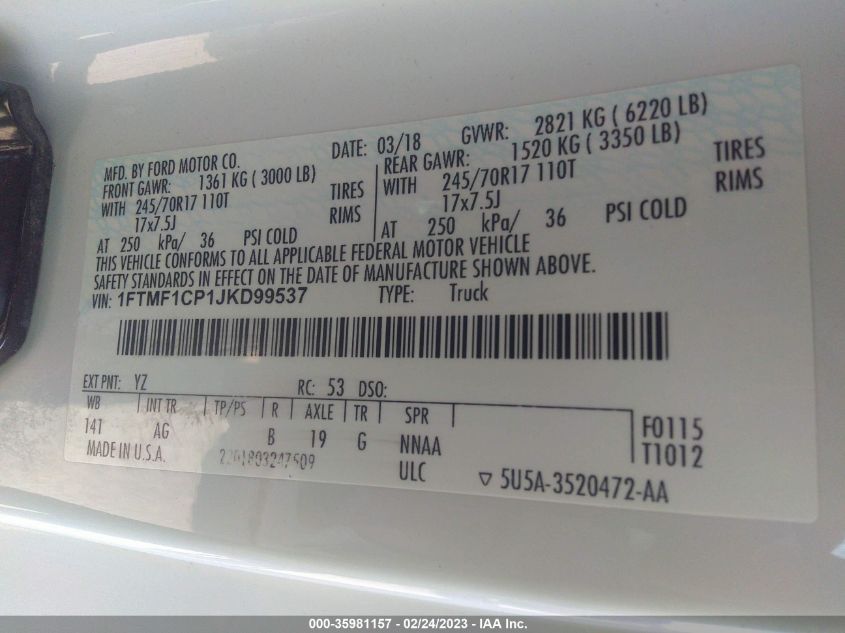 MFD. BY FORD MOTOR CO.
DATE: 03/18 GVWR: 2821 KG ( 6220 LB)
FRONT GAWR: 1361 KG ( 3000 LB)
REAR GAWR: 1520 KG ( 3350 LB)
WITH 245/70R17 110T TIRES
WITH 245/70R17 110T TIRES
17x7.5J RIMS
17x7.5J RIMS
AT 250 kPa/ 36 PSI COLD
AT 250 kPa/ 36 PSI COLD
THIS VEHICLE CONFORMS TO ALL APPLICABLE FEDERAL MOTOR VEHICLE
SAFETY STANDARDS IN EFFECT ON THE DATE OF MANUFACTURE SHOWN ABOVE.
VIN: 1FTMF1CP1JKD99537 TYPE: Truck
EXT PNT: YZ RC: 53 DSO:
WB INT TR TP/PS R AXLE TR SPR
141 AG B 19 G NNAA
F0115
T1012
MADE IN U.S.A. ULC
5U5A-3520472-AA
000-35981157 - 02/24/2023 - IAA Inc.